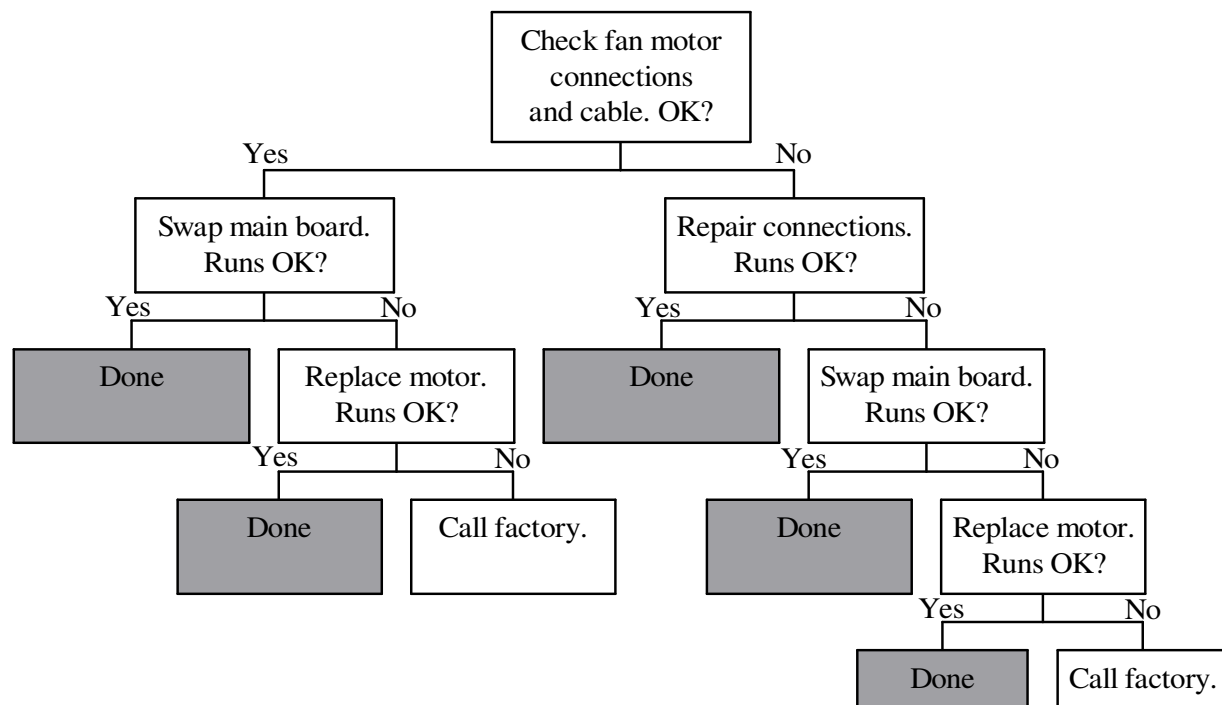 Check fan motor
connections
and cable. OK?
Yes
No
Swap main board.
Runs OK?
Repair connections.
Runs OK?
Yes
No
Yes
No
Done
Replace motor.
Runs OK?
Done
Swap main board.
Runs OK?
Yes
No
Yes
No
Done
Call factory.
Done
Replace motor.
Runs OK?
Yes
No
Done
Call factory.